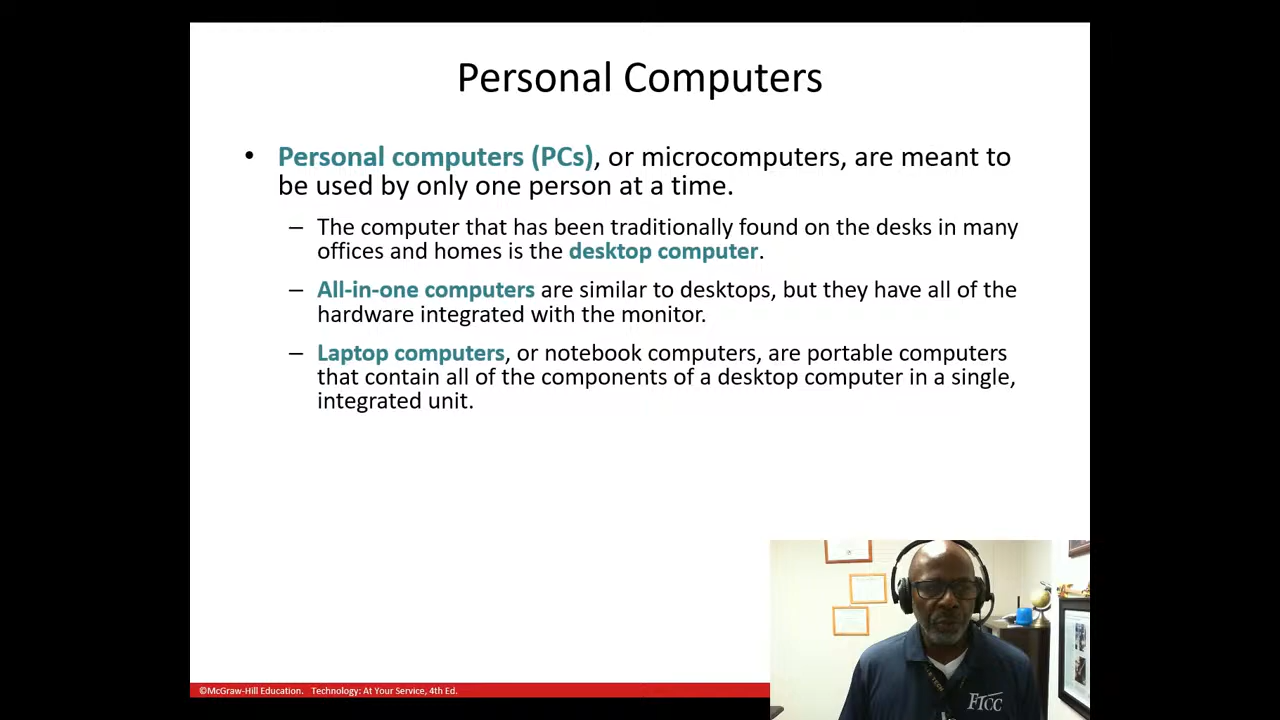 Personal Computers
• Personal computers (PCs), or microcomputers, are meant to
be used by only one person at a time.
– The computer that has been traditionally found on the desks in many
offices and homes is the desktop computer.
– All-in-one computers are similar to desktops, but they have all of the
hardware integrated with the monitor.
– Laptop computers, or notebook computers, are portable computers
that contain all of the components of a desktop computer in a single,
integrated unit.
©McGraw-Hill Education. Technology: At Your Service, 4th Ed.
FTCC